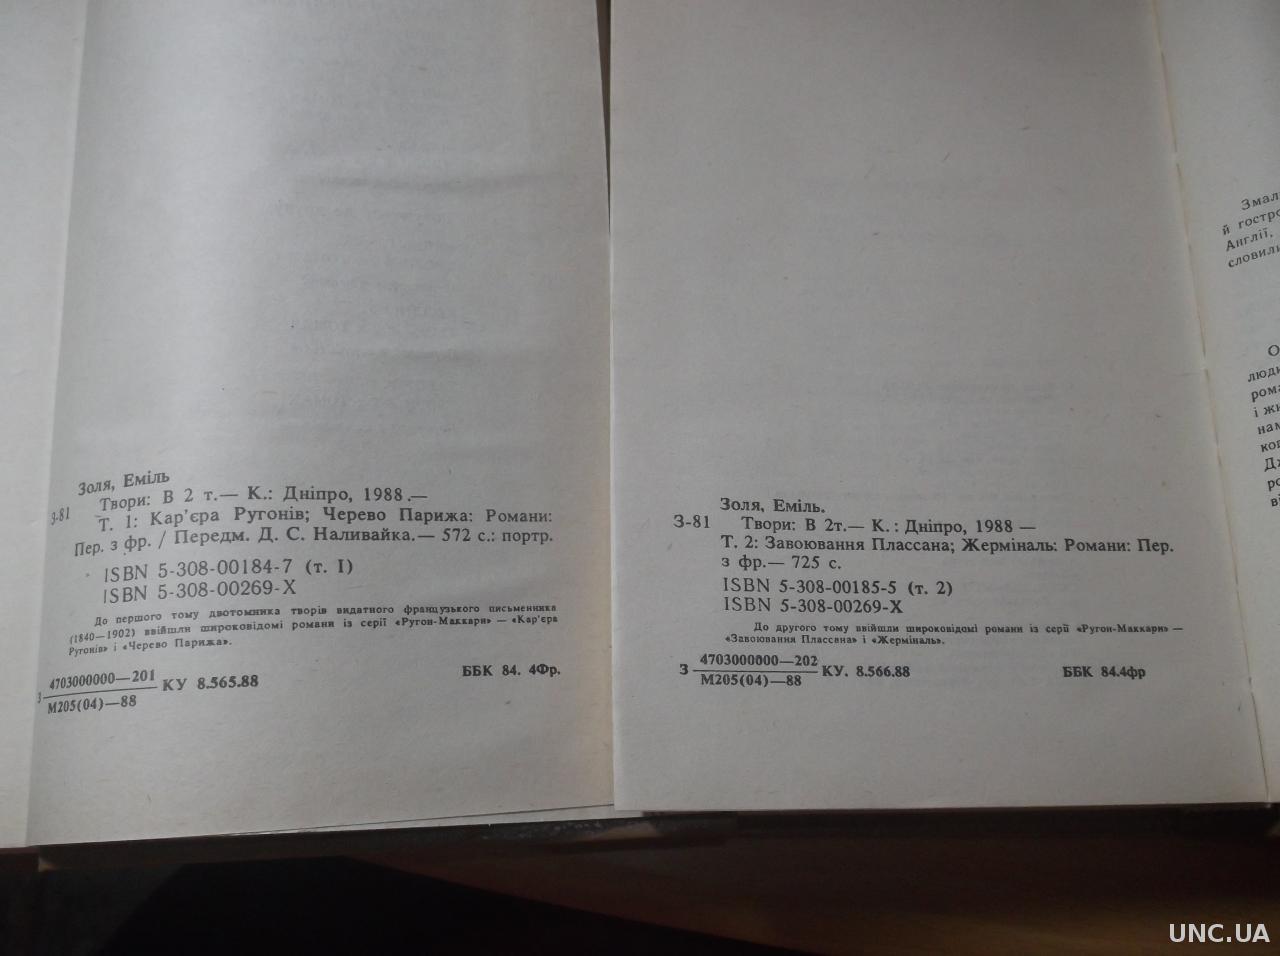 Золя, Еміль
З-81
Твори: В 2 т.— К.: Дніпро, 1988.—
Т. 1: Кар'єра Ругонів; Черево Парижа: Романи:
Пер. з фр. / Передм. Д. С. Наливайка.— 572 с.: портр.
ISBN 5-308-00184-7 (т. I)
ISBN 5-308-00269-X
До першого тому двотомника творів видатного французького письменника
(1840—1902) ввійшли широковідомі романи із серії «Ругон-Маккари» — «Кар'єра
Ругонів» і «Черево Парижа».
З 4703000000—201
М205(04)—88
КУ 8.565.88
ББК 84. 4Фр.
Золя, Еміль.
З-81
Твори: В 2т.— К. : Дніпро, 1988 —
Т. 2: Завоювання Плассана; Жерміналь: Романи: Пер.
з фр.— 725 с.
ISBN 5-308-00185-5 (т. 2)
ISBN 5-308-00269-X
До другого тому ввійшли широковідомі романи із серії «Ругон-Маккари» —
«Завоювання Плассана» і «Жерміналь».
З 4703000000—202
М205(04)—88
КУ. 8.566.88
ББК 84.4фр
й
Англії,
і
UNC.UA